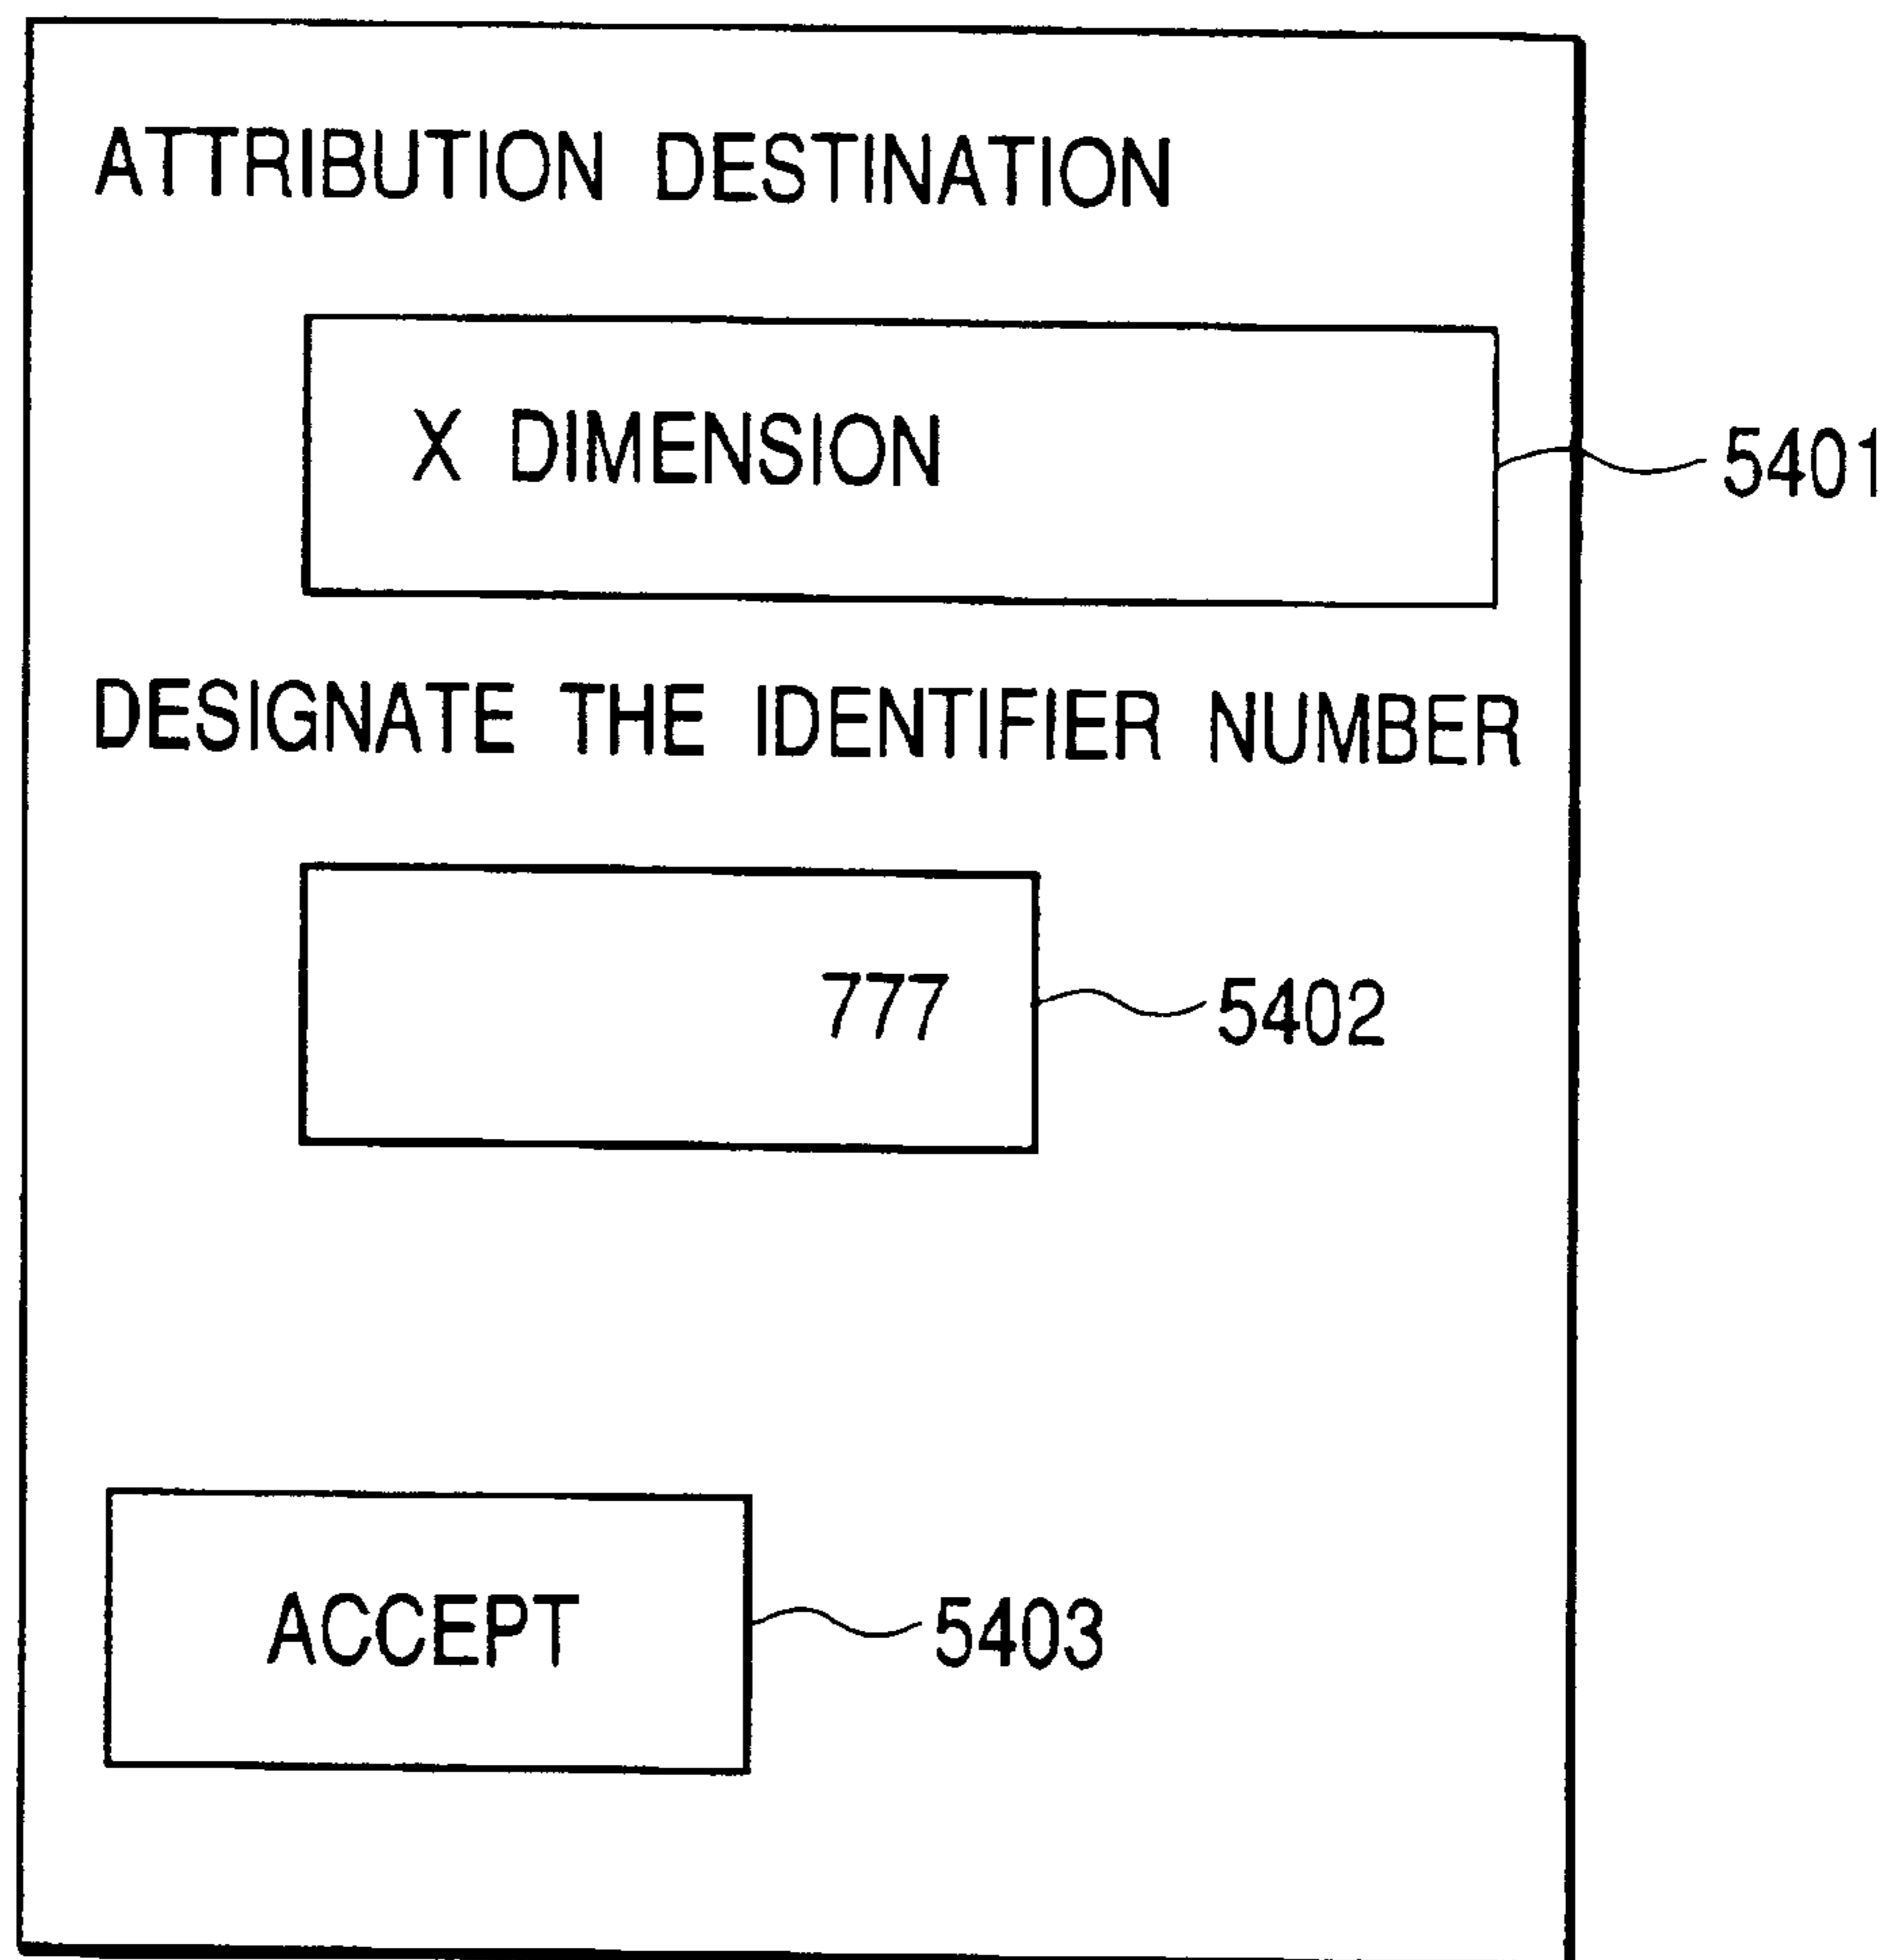 ATTRIBUTION DESTINATION
X DIMENSION
5401
DESIGNATE THE IDENTIFIER NUMBER
777
5402
ACCEPT
5403